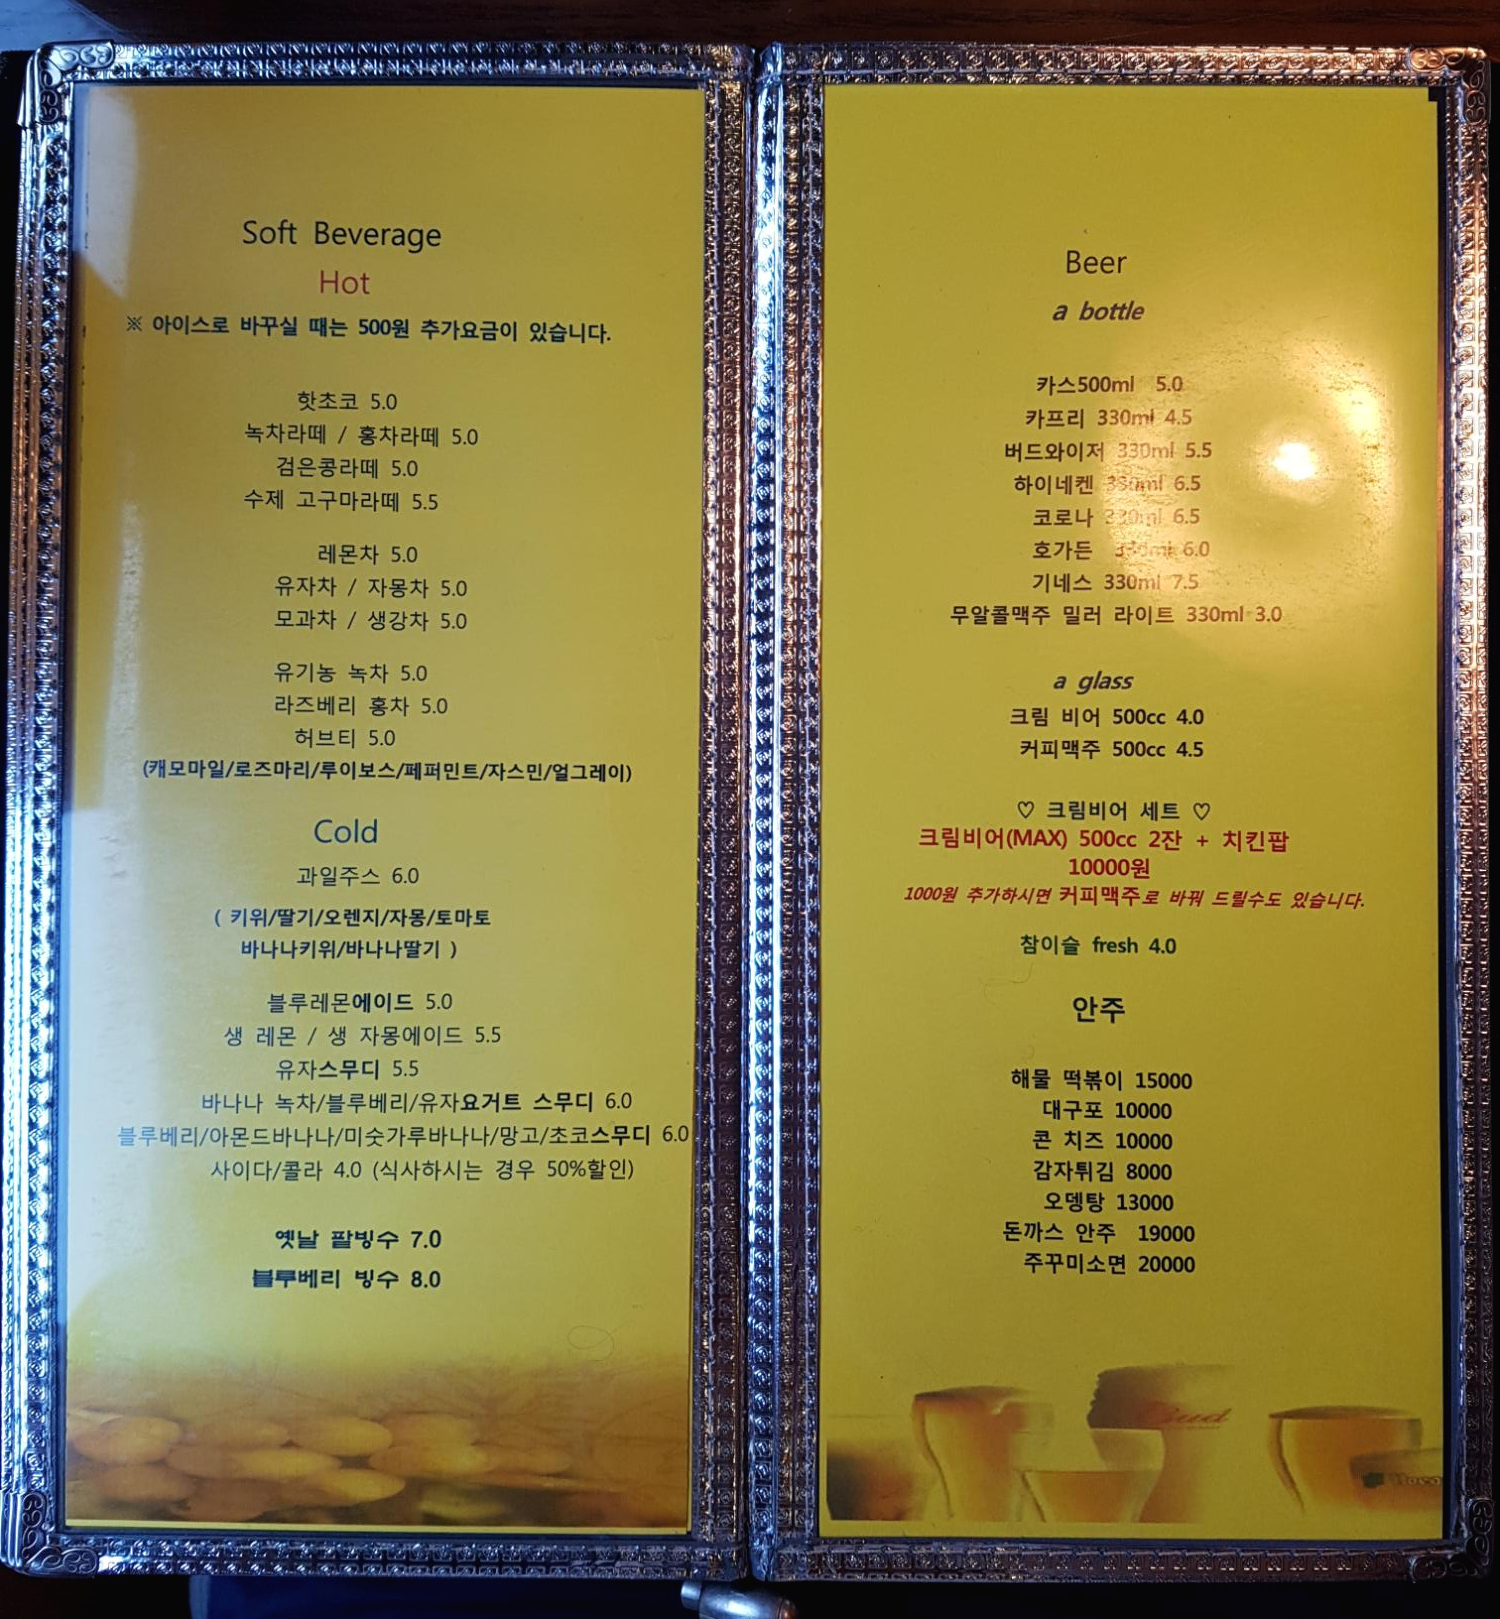 Soft Beverage
Hot
※ 아이스로 바꾸실 때는 500원 추가요금이 있습니다.
핫초코 5.0
녹차라떼 / 홍차라떼 5.0
검은콩라떼 5.0
수제 고구마라떼 5.5
레몬차 5.0
유자차 / 자몽차 5.0
모과차 / 생강차 5.0
유기농 녹차 5.0
라즈베리 홍차 5.0
허브티 5.0
(캐모마일/로즈마리/루이보스/페퍼민트/자스민/얼그레이)
Cold
과일주스 6.0
( 키위/딸기/오렌지/자몽/토마토
바나나키위/바나나딸기 )
블루레몬에이드 5.0
생 레몬 / 생 자몽에이드 5.5
유자스무디 5.5
바나나 녹차/블루베리/유자요거트 스무디 6.0
블루베리/아몬드바나나/미숫가루바나나/망고/초코스무디 6.0
사이다/콜라 4.0 (식사하시는 경우 50%할인)
옛날 팥빙수 7.0
블루베리 빙수 8.0
Beer
a bottle
카스500ml 5.0
카프리 330ml 4.5
버드와이저 330ml 5.5
하이네켄 330ml 6.5
코로나 330ml 6.5
호가든 330ml 6.0
기네스 330ml 7.5
무알콜맥주 밀러 라이트 330ml 3.0
a glass
크림 비어 500cc 4.0
커피맥주 500cc 4.5
♡ 크림비어 세트 ♡
크림비어(MAX) 500cc 2잔 + 치킨팝
10000원
1000원 추가하시면 커피맥주로 바꿔 드릴수도 있습니다.
참이슬 fresh 4.0
안주
해물 떡볶이 15000
대구포 10000
콘 치즈 10000
감자튀김 8000
오뎅탕 13000
돈까스 안주 19000
주꾸미소면 20000
Bud